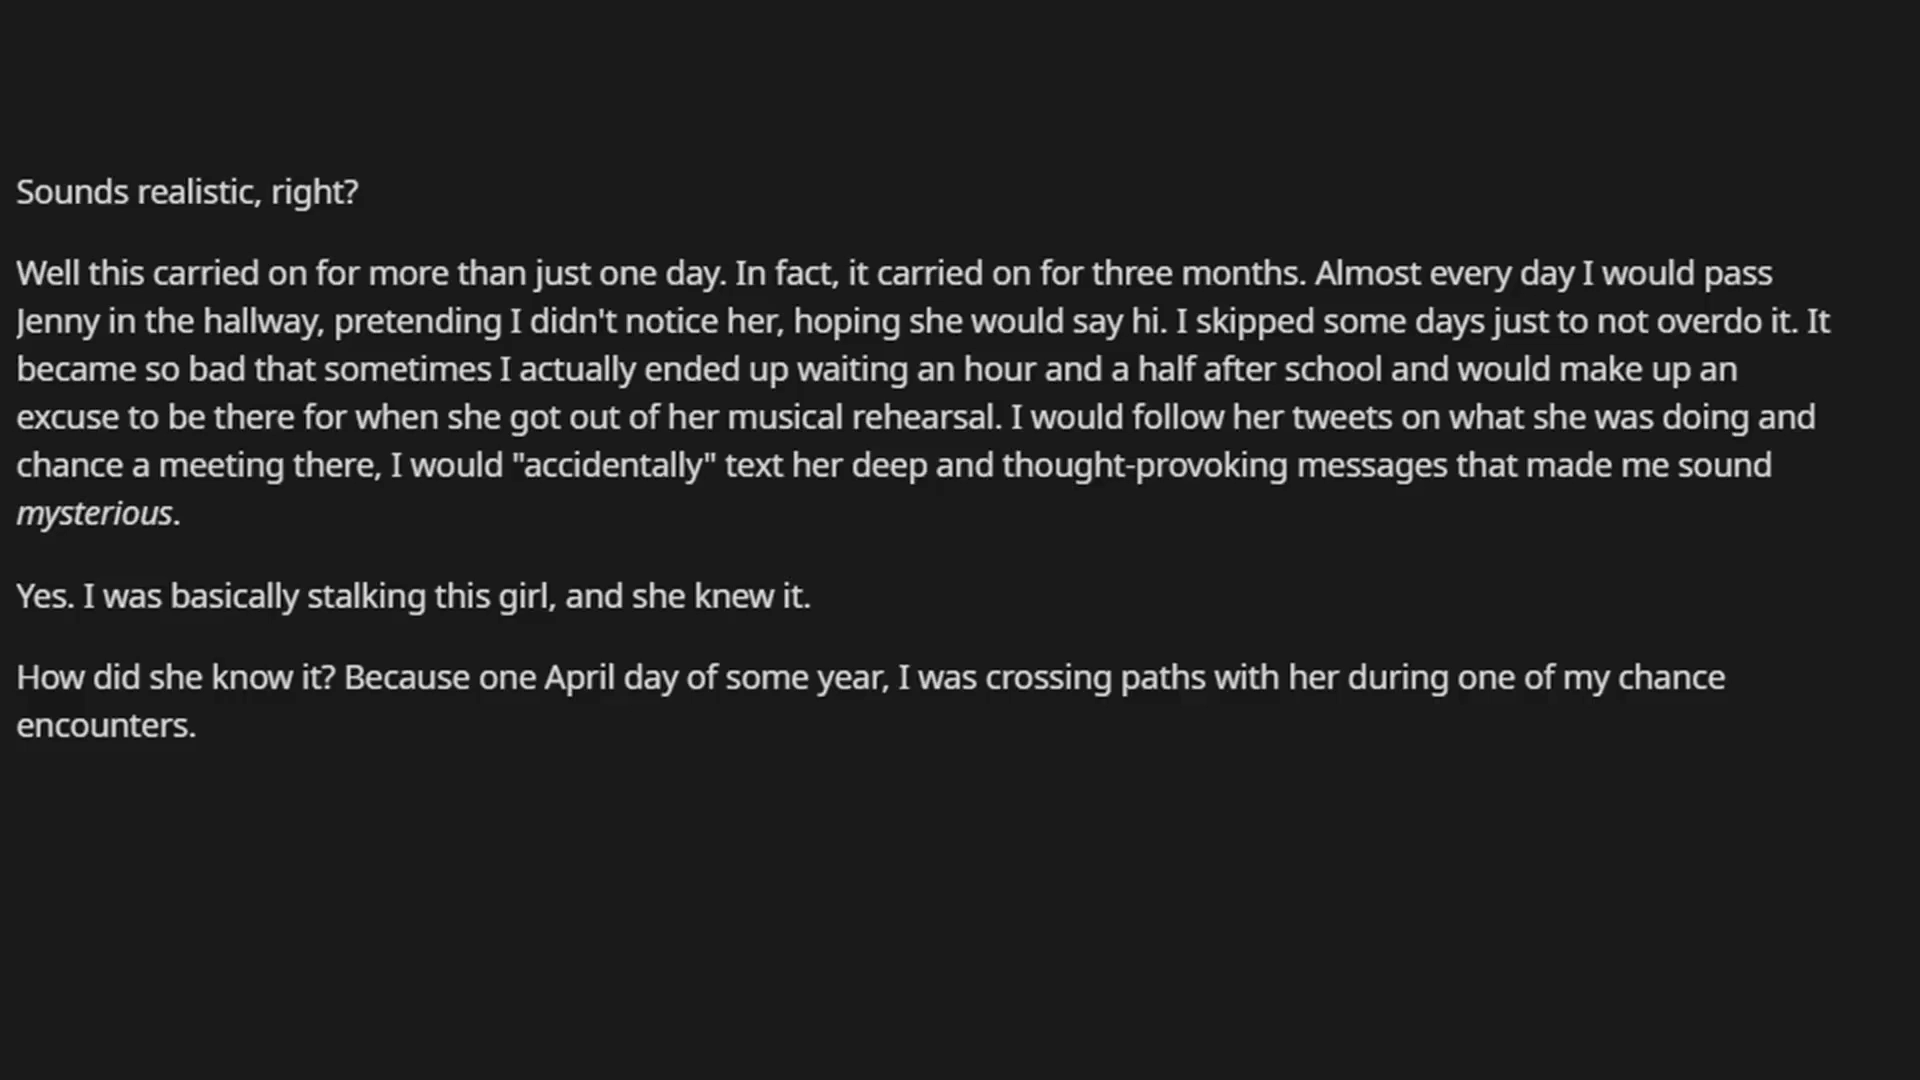 Sounds realistic, right?
Well this carried on for more than just one day. In fact, it carried on for three months. Almost every day I would pass
Jenny in the hallway, pretending I didn't notice her, hoping she would say hi. I skipped some days just to not overdo it. It
became so bad that sometimes I actually ended up waiting an hour and a half after school and would make up an
excuse to be there for when she got out of her musical rehearsal. I would follow her tweets on what she was doing and
chance a meeting there, I would "accidentally" text her deep and thought-provoking messages that made me sound
mysterious.
Yes. I was basically stalking this girl, and she knew it.
How did she know it? Because one April day of some year, I was crossing paths with her during one of my chance
encounters.